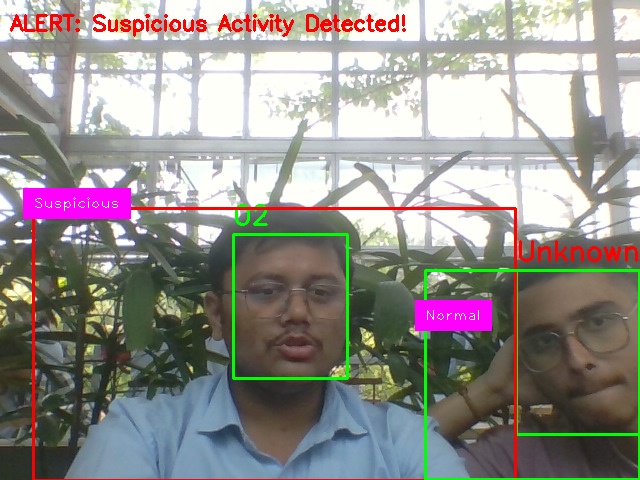 ALERT: Suspicious Activity Detected!
Suspicious
02
Unknown
Normal